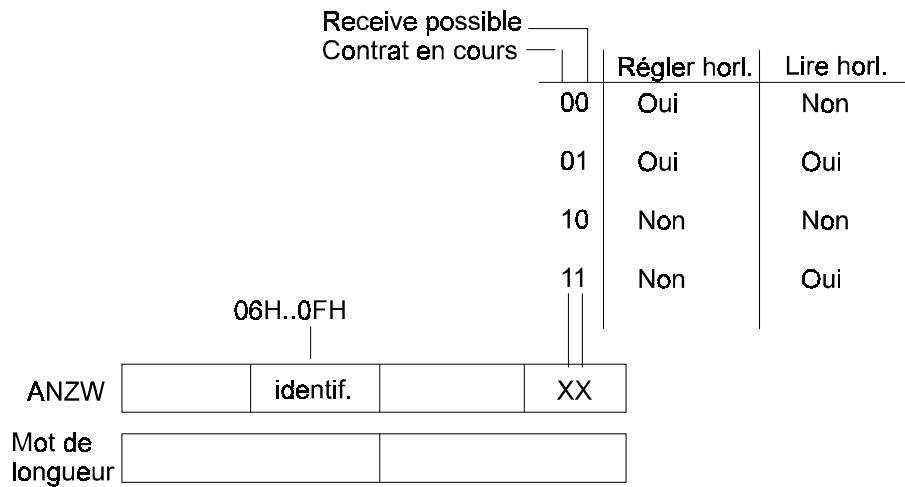 Receive possible
Contrat en cours
Régler horl. Lire horl.
00 Oui Non
01 Oui Oui
10 Non Non
11 Non Oui
06H..0FH
ANZW identif. XX
Mot de
longueur